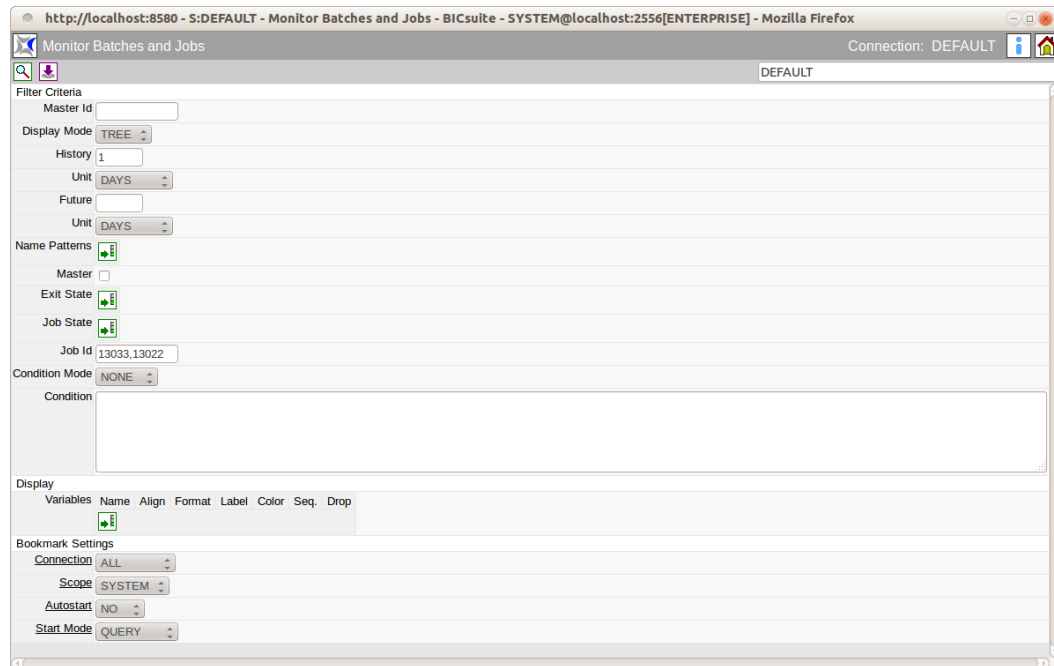 http://localhost:8580 - S:DEFAULT - Monitor Batches and Jobs - BICsuite - SYSTEM@localhost:2556[ENTERPRISE] - Mozilla Firefox
Monitor Batches and Jobs Connection: DEFAULT
DEFAULT
Filter Criteria
Master Id
Display Mode TREE
History 1
Unit DAYS
Future
Unit DAYS
Name Patterns
Master
Exit State
Job State
Job Id 13033,13022
Condition Mode NONE
Condition
Display
Variables Name Align Format Label Color Seq. Drop
Bookmark Settings
Connection ALL
Scope SYSTEM
Autostart NO
Start Mode QUERY